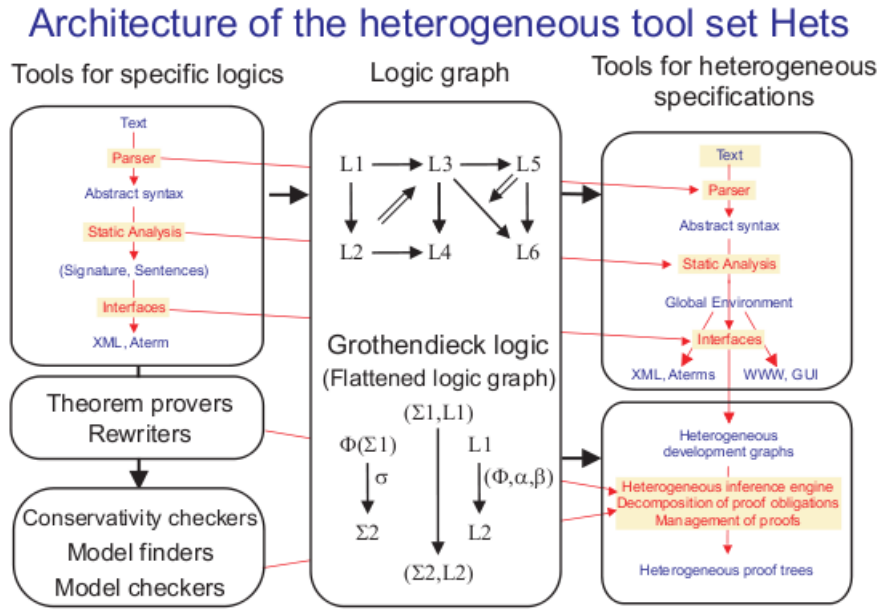 Architecture of the heterogeneous tool set Hets
Tools for specific logics
Text
Parser
Abstract syntax
Static Analysis
(Signature, Sentences)
Interfaces
XML, Aterm
Theorem provers
Rewriters
Conservativity checkers
Model finders
Model checkers
Logic graph
L1 L3 L5
L2 L4 L6
Grothendieck logic
(Flattened logic graph)
(Σ1,L1)
Φ(Σ1) L1
σ (Φ,α,β)
Σ2 L2
(Σ2,L2)
Tools for heterogeneous
specifications
Text
Parser
Abstract syntax
Static Analysis
Global Environment
Interfaces
XML, Aterms WWW, GUI
Heterogeneous
development graphs
Heterogeneous inference engine
Decomposition of proof obligations
Management of proofs
Heterogeneous proof trees